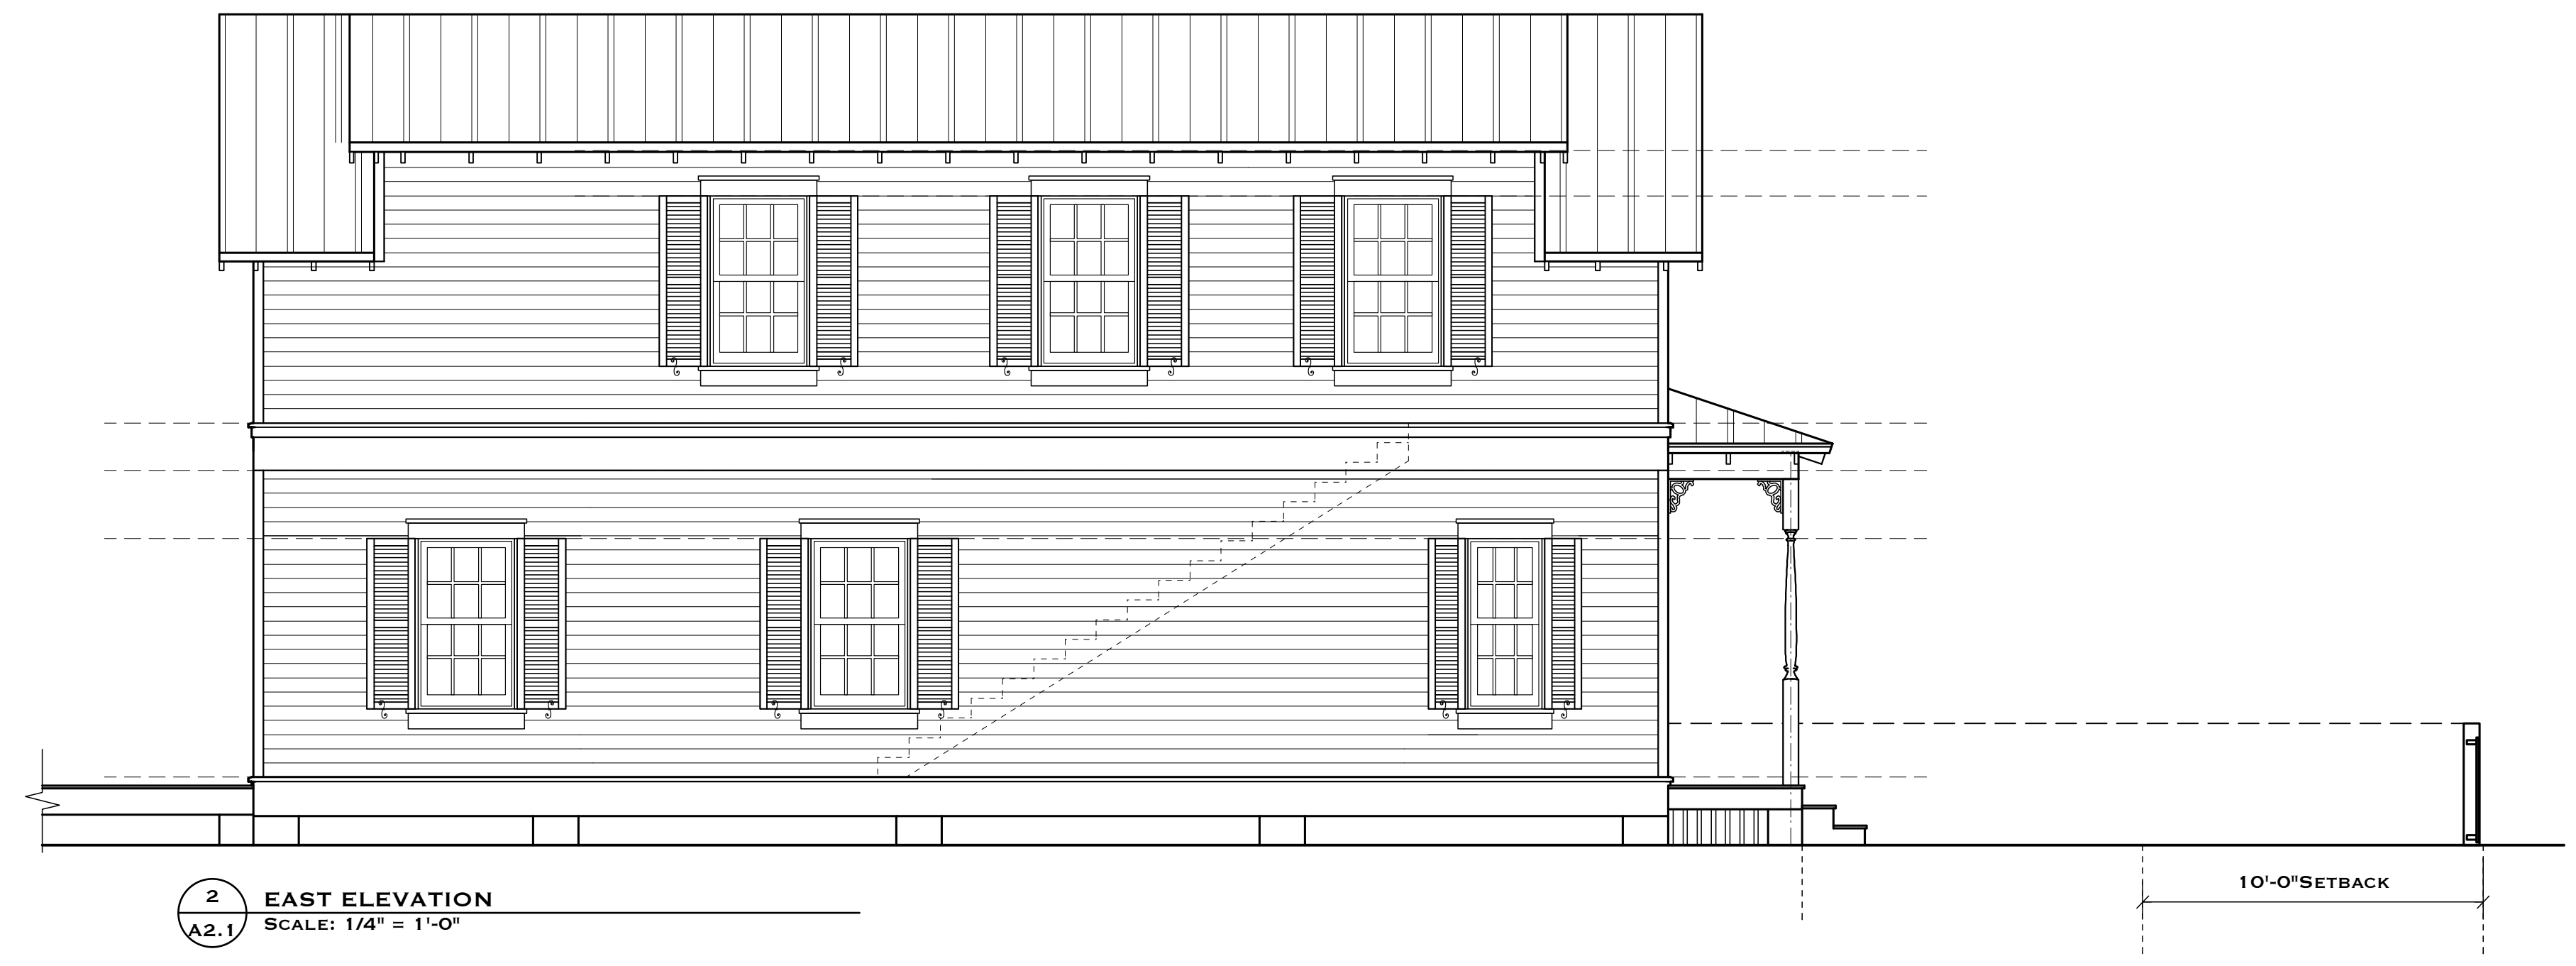 10'-0"SETBACK
2
EAST ELEVATION
A2.1
SCALE: 1/4" = 1'-0"